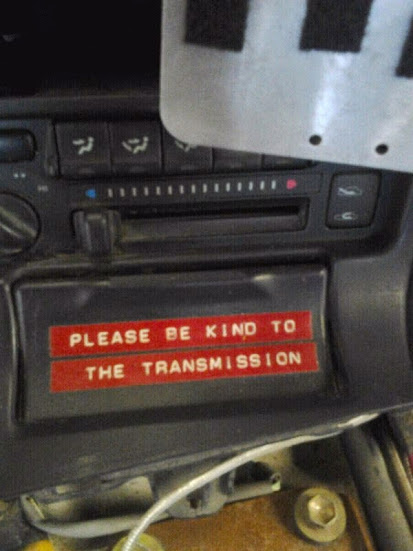 PLEASE BE KIND TO
THE TRANSMISSION